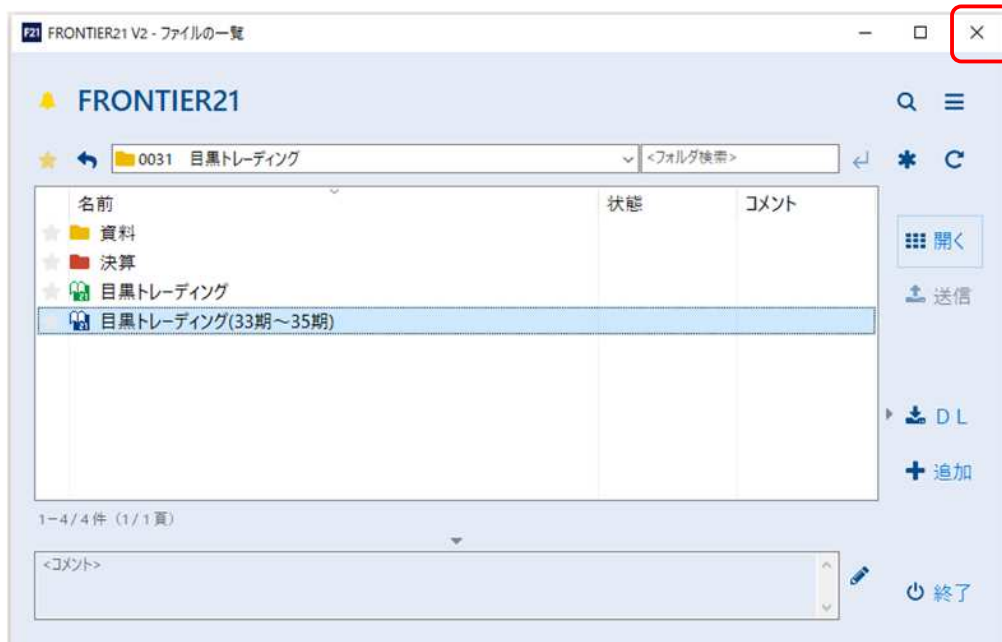 F21 FRONTIER21 V2 - ファイルの一覧
FRONTIER21
0031 目黒トレーディング <フォルダ検索>
名前 状態 コメント
資料
決算
目黒トレーディング
目黒トレーディング(33期～35期)
開く
送信
DL
追加
1-4/4件 (1/1頁)
<コメント>
終了